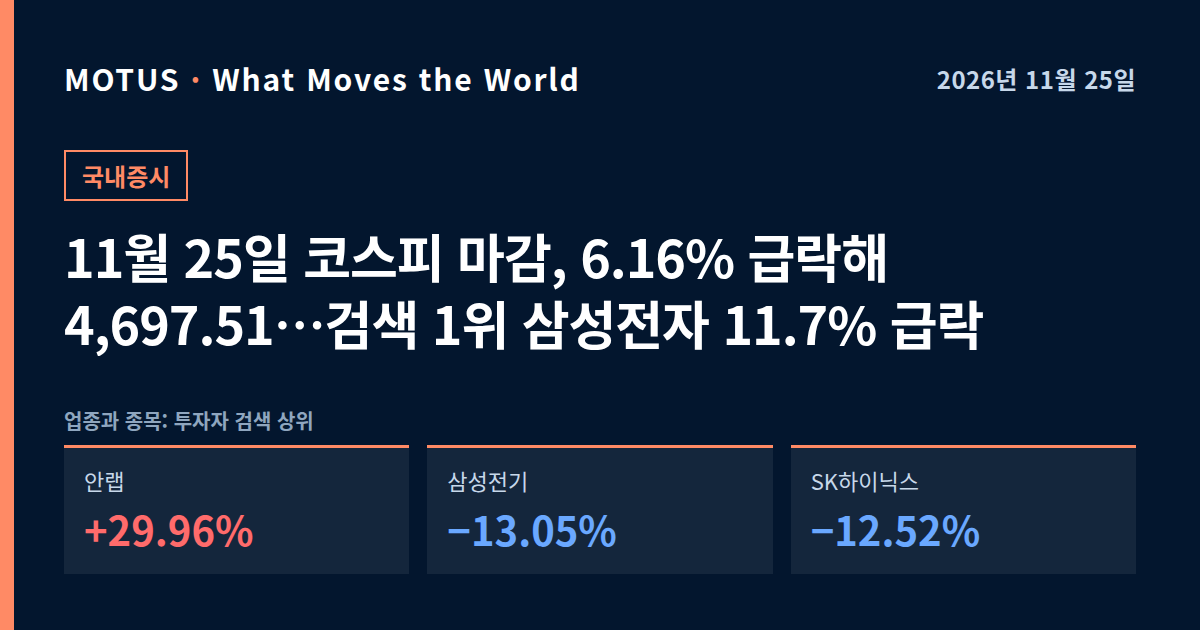 MOTUS · What Moves the World
2026년 11월 25일
국내증시
11월 25일 코스피 마감, 6.16% 급락해
4,697.51…검색 1위 삼성전자 11.7% 급락
업종과 종목: 투자자 검색 상위
안랩
+29.96%
삼성전기
−13.05%
SK하이닉스
−12.52%